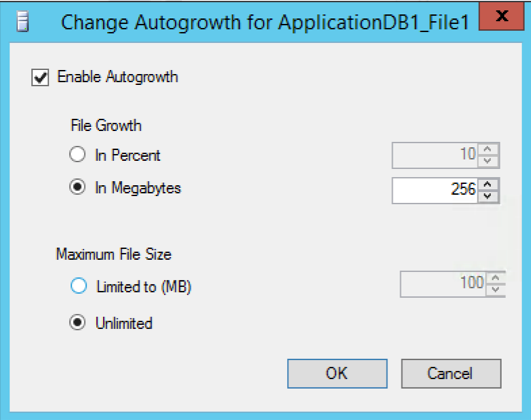 Change Autogrowth for ApplicationDB1_File1
x
Enable Autogrowth
File Growth
In Percent
10
In Megabytes
256
Maximum File Size
Limited to (MB)
100
Unlimited
OK
Cancel